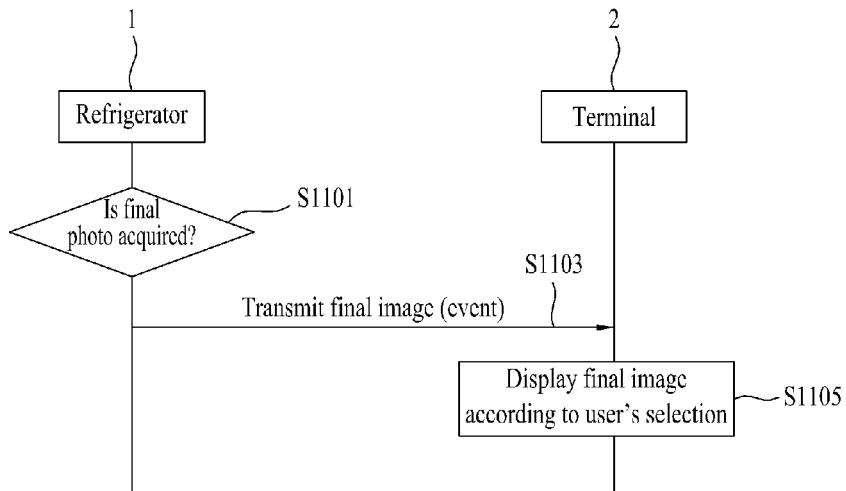 1
2
Refrigerator
Terminal
Is final
photo acquired?
S1101
S1103
Transmit final image (event)
Display final image
according to user's selection
S1105